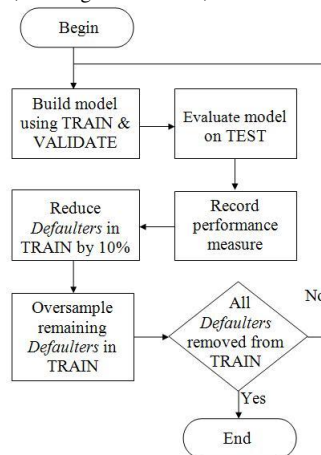 Begin
Build model
using TRAIN &
VALIDATE
Evaluate model
on TEST
Record
performance
measure
Reduce
Defaulters in
TRAIN by 10%
Oversample
remaining
Defaulters in
TRAIN
All
Defaulters
removed from
TRAIN
No
Yes
End